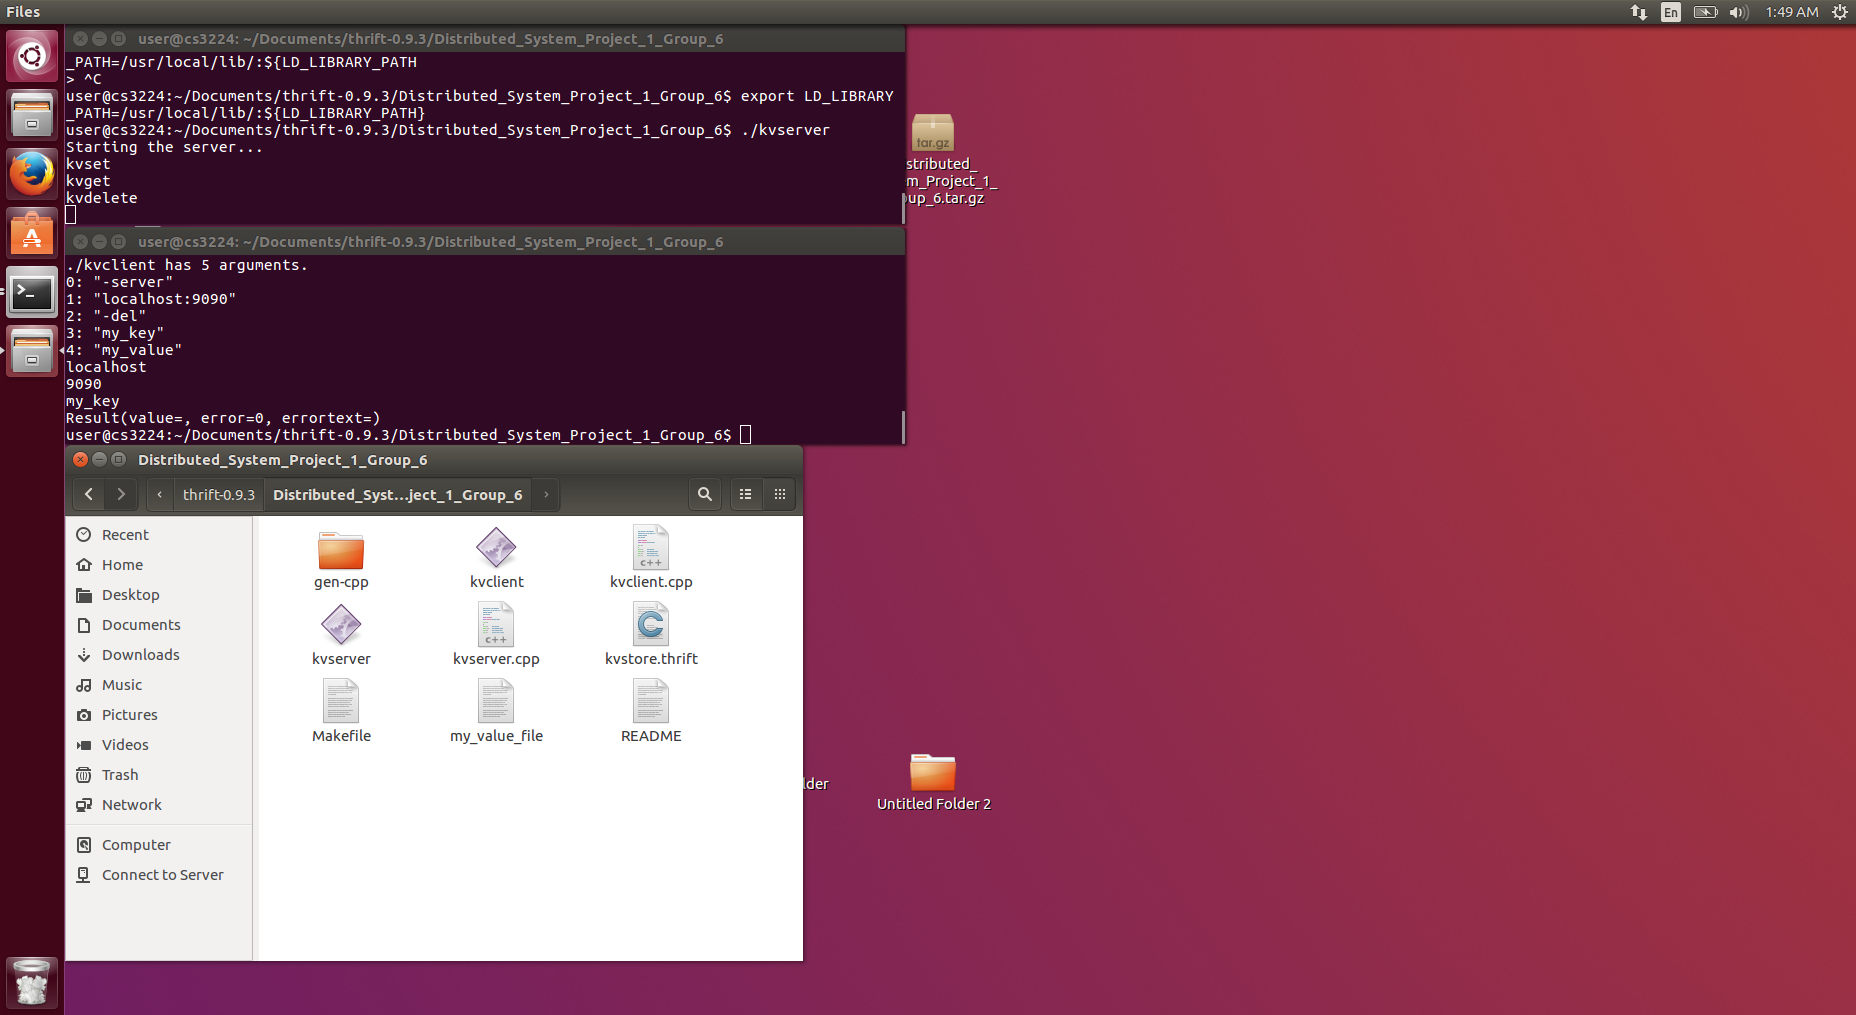 Files
En
1:49 AM
user@cs3224: ~/Documents/thrift-0.9.3/Distributed_System_Project_1_Group_6
_PATH=/usr/local/lib/:${LD_LIBRARY_PATH
> ^C
user@cs3224:~/Documents/thrift-0.9.3/Distributed_System_Project_1_Group_6$ export LD_LIBRARY
_PATH=/usr/local/lib/:${LD_LIBRARY_PATH}
user@cs3224:~/Documents/thrift-0.9.3/Distributed_System_Project_1_Group_6$ ./kvserver
Starting the server...
kvset
kvget
kvdelete
user@cs3224: ~/Documents/thrift-0.9.3/Distributed_System_Project_1_Group_6
./kvclient has 5 arguments.
0: "-server"
1: "localhost:9090"
2: "-del"
3: "my_key"
4: "my_value"
localhost
9090
my_key
Result(value=, error=0, errortext=)
user@cs3224:~/Documents/thrift-0.9.3/Distributed_System_Project_1_Group_6$
tar.gz
stributed_
m_Project_1_
oup_6.tar.gz
Distributed_System_Project_1_Group_6
thrift-0.9.3
Distributed_Syst...ject_1_Group_6
Recent
Home
Desktop
Documents
Downloads
Music
Pictures
Videos
Trash
Network
Computer
Connect to Server
gen-cpp
kvclient
c++
kvclient.cpp
kvserver
c++
kvserver.cpp
kvstore.thrift
Makefile
my_value_file
README
lder
Untitled Folder 2